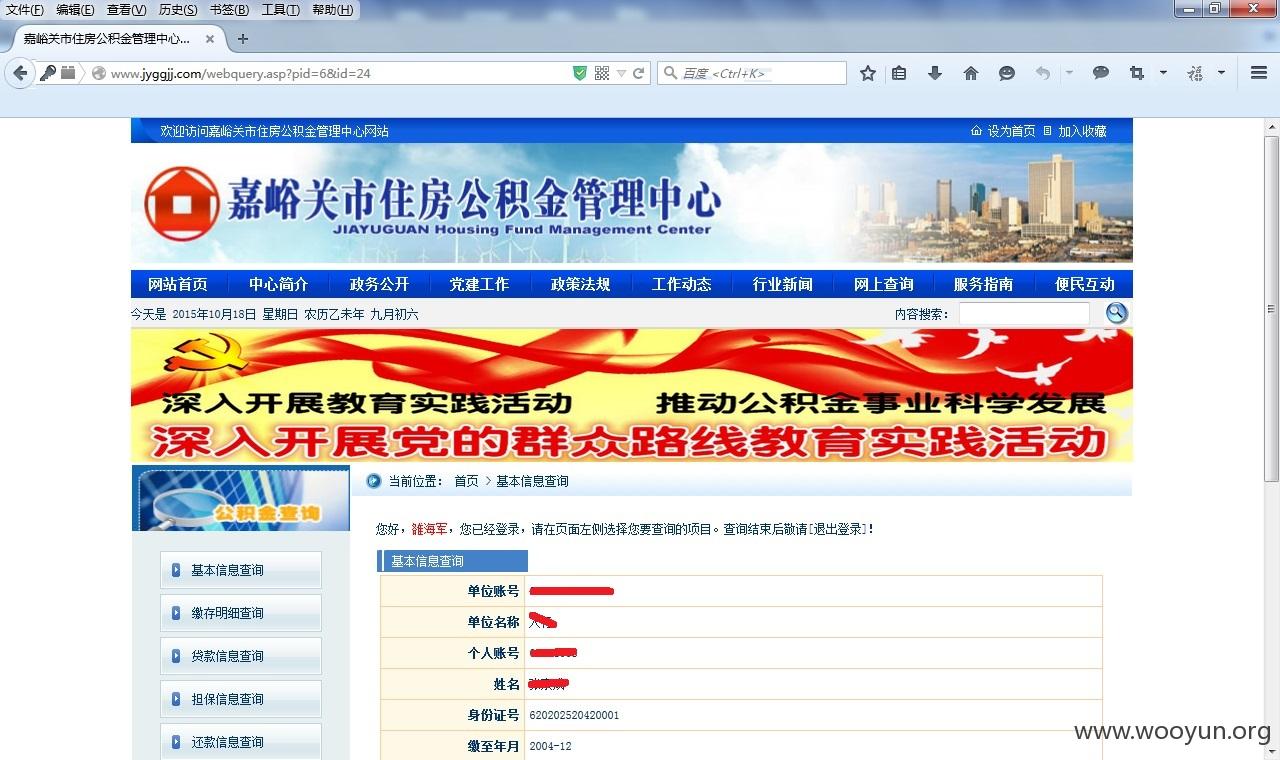 文件(F) 编辑(E) 查看(V) 历史(S) 书签(B) 工具(T) 帮助(H)
嘉峪关市住房公积金管理中心...
www.jyggjj.com/webquery.asp?pid=6&id=24
百度 <Ctrl+K>
欢迎访问嘉峪关市住房公积金管理中心网站
设为首页 加入收藏
嘉峪关市住房公积金管理中心
JIAYUGUAN Housing Fund Management Center
网站首页 中心简介 政务公开 党建工作 政策法规 工作动态 行业新闻 网上查询 服务指南 便民互动
今天是 2015年10月18日 星期日 农历乙未年 九月初六
内容搜索：
深入开展教育实践活动 推动公积金事业科学发展
深入开展党的群众路线教育实践活动
公积金查询
当前位置： 首页 > 基本信息查询
您好，雒海军，您已经登录，请在页面左侧选择您要查询的项目。查询结束后敬请[退出登录]！
基本信息查询
基本信息查询
缴存明细查询
贷款信息查询
担保信息查询
还款信息查询
单位账号
单位名称
个人账号
姓名
身份证号 620202520420001
缴至年月 2004-12
www.wooyun.org